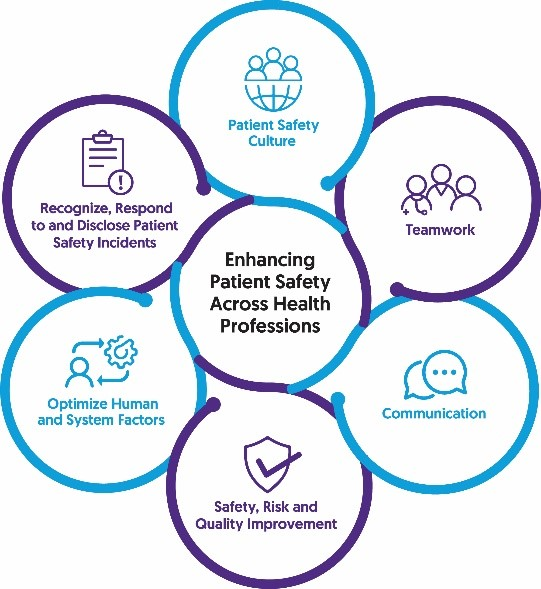 Patient Safety
Culture
Teamwork
Communication
Safety, Risk and
Quality Improvement
Optimize Human
and System Factors
Recognize, Respond
to and Disclose Patient
Safety Incidents
Enhancing
Patient Safety
Across Health
Professions